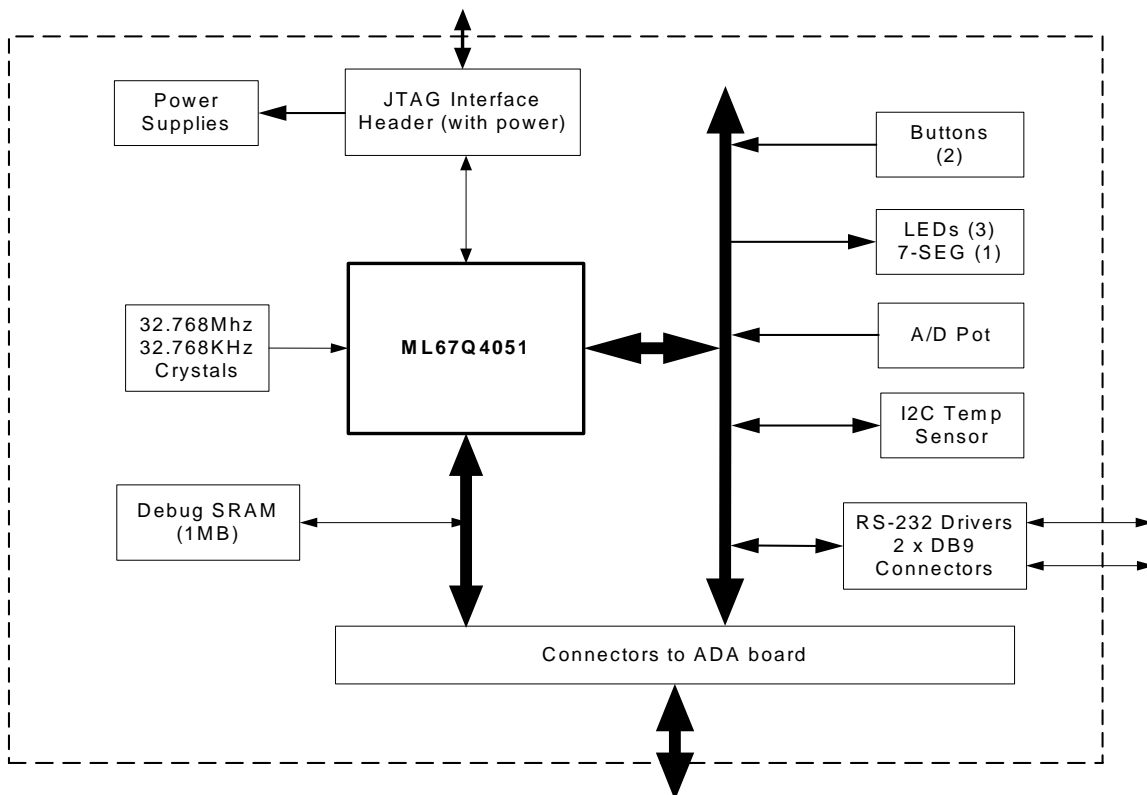 Power
Supplies
JTAG Interface
Header (with power)
Buttons
(2)
LEDs (3)
7-SEG (1)
32.768Mhz
32.768KHz
Crystals
ML67Q4051
A/D Pot
I2C Temp
Sensor
Debug SRAM
(1MB)
RS-232 Drivers
2 x DB9
Connectors
Connectors to ADA board